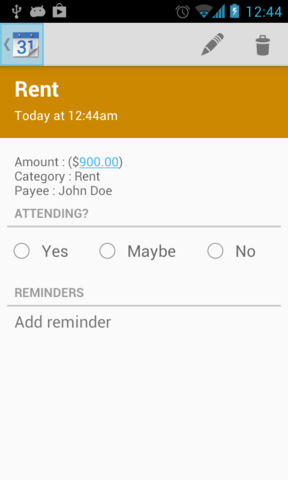 12:44
31
Rent
Today at 12:44am
Amount : ($900.00)
Category : Rent
Payee : John Doe
ATTENDING?
Yes Maybe No
REMINDERS
Add reminder